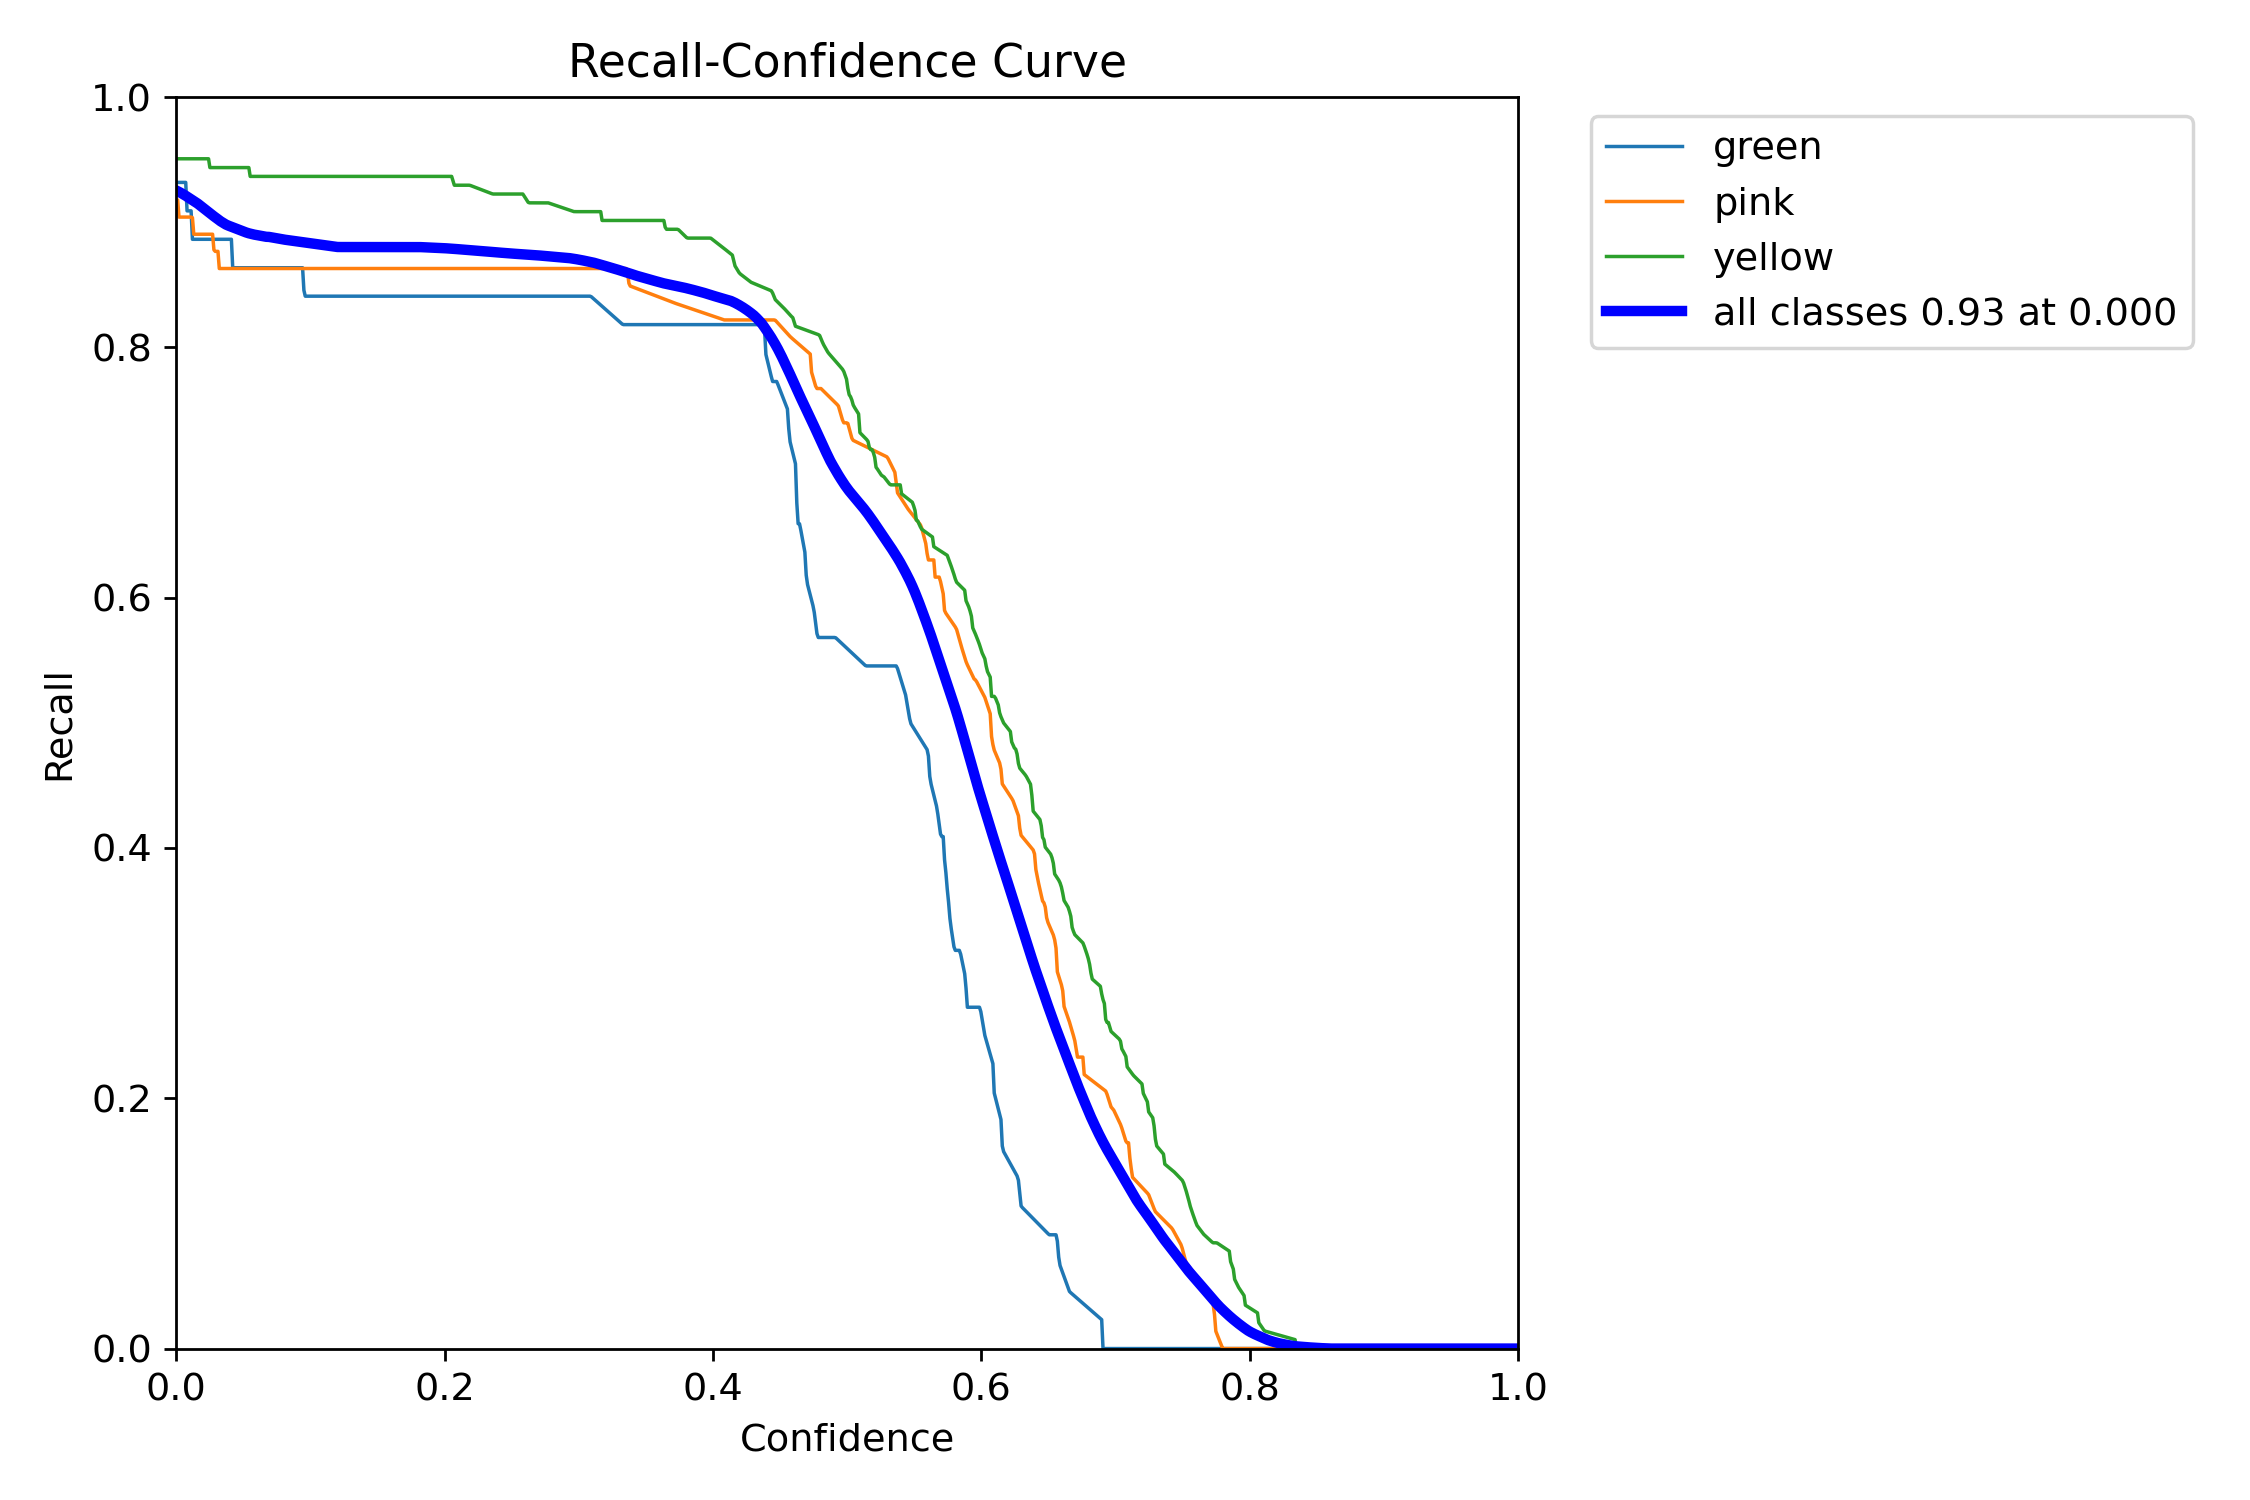 Recall-Confidence Curve
1.0
0.8
0.6
0.4
0.2
0.0
Recall
0.0 0.2 0.4 0.6 0.8 1.0
Confidence
green
pink
yellow
all classes 0.93 at 0.000